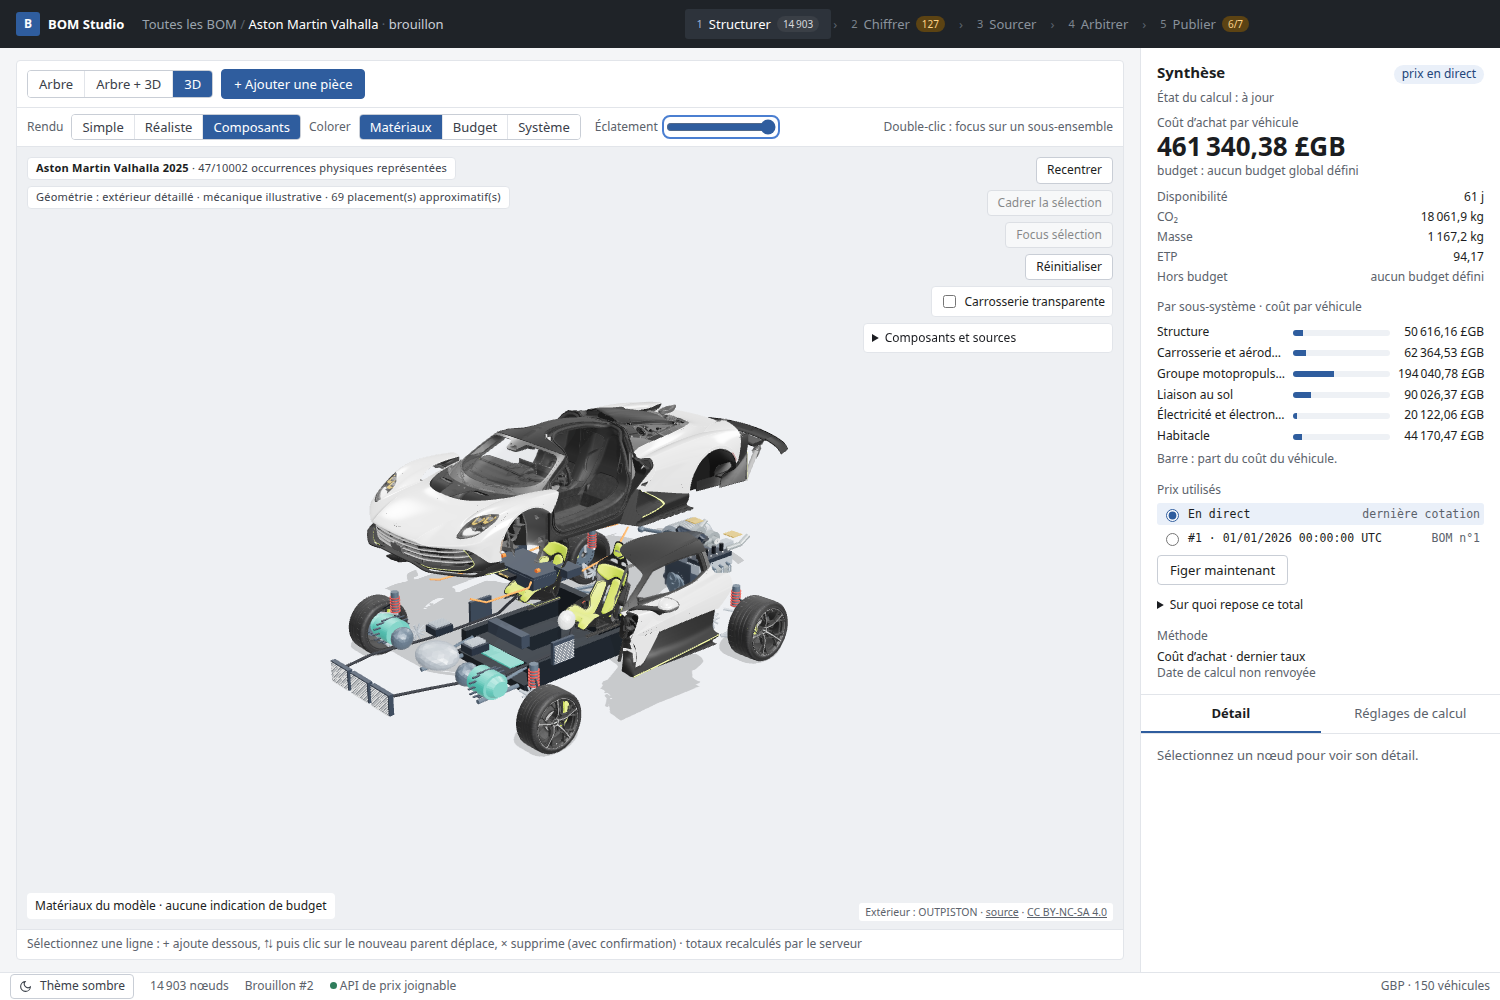 B BOM Studio Toutes les BOM / Aston Martin Valhalla · brouillon 1 Structurer 14 903 › 2 Chiffrer 127 › 3 Sourcer › 4 Arbitrer › 5 Publier 6/7
Arbre Arbre + 3D 3D + Ajouter une pièce
Rendu Simple Réaliste Composants Colorer Matériaux Budget Système Éclatement Double-clic : focus sur un sous-ensemble
Aston Martin Valhalla 2025 · 47/10002 occurrences physiques représentées
Géométrie : extérieur détaillé · mécanique illustrative · 69 placement(s) approximatif(s)
Recentrer
Cadrer la sélection
Focus sélection
Réinitialiser
Carrosserie transparente
Composants et sources
Matériaux du modèle · aucune indication de budget
Extérieur : OUTPISTON · source · CC BY-NC-SA 4.0
Sélectionnez une ligne : + ajoute dessous, ⇅ puis clic sur le nouveau parent déplace, × supprime (avec confirmation) · totaux recalculés par le serveur
Synthèse prix en direct
État du calcul : à jour
Coût d’achat par véhicule
461 340,38 £GB
budget : aucun budget global défini
Disponibilité 61 j
CO₂ 18 061,9 kg
Masse 1 167,2 kg
ETP 94,17
Hors budget aucun budget défini
Par sous-système · coût par véhicule
Structure 50 616,16 £GB
Carrosserie et aérod... 62 364,53 £GB
Groupe motopropuls... 194 040,78 £GB
Liaison au sol 90 026,37 £GB
Électricité et électron... 20 122,06 £GB
Habitacle 44 170,47 £GB
Barre : part du coût du véhicule.
Prix utilisés
En direct dernière cotation
#1 · 01/01/2026 00:00:00 UTC BOM n°1
Figer maintenant
Sur quoi repose ce total
Méthode
Coût d’achat · dernier taux
Date de calcul non renvoyée
Détail Réglages de calcul
Sélectionnez un nœud pour voir son détail.
Thème sombre 14 903 nœuds Brouillon #2 API de prix joignable GBP · 150 véhicules